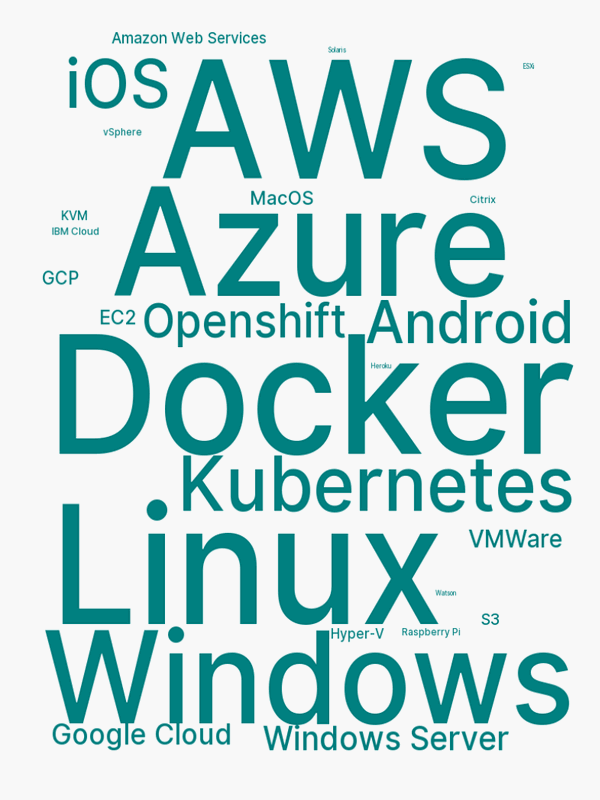 Amazon Web Services
Solaris
iOS
AWS
ESXi
vSphere
MacOS
Citrix
Azure
KVM
IBM Cloud
GCP
EC2
Openshift
Android
Docker
Heroku
Kubernetes
Linux
VMWare
Watson
S3
Hyper-V
Raspberry Pi
Windows
Google Cloud
Windows Server